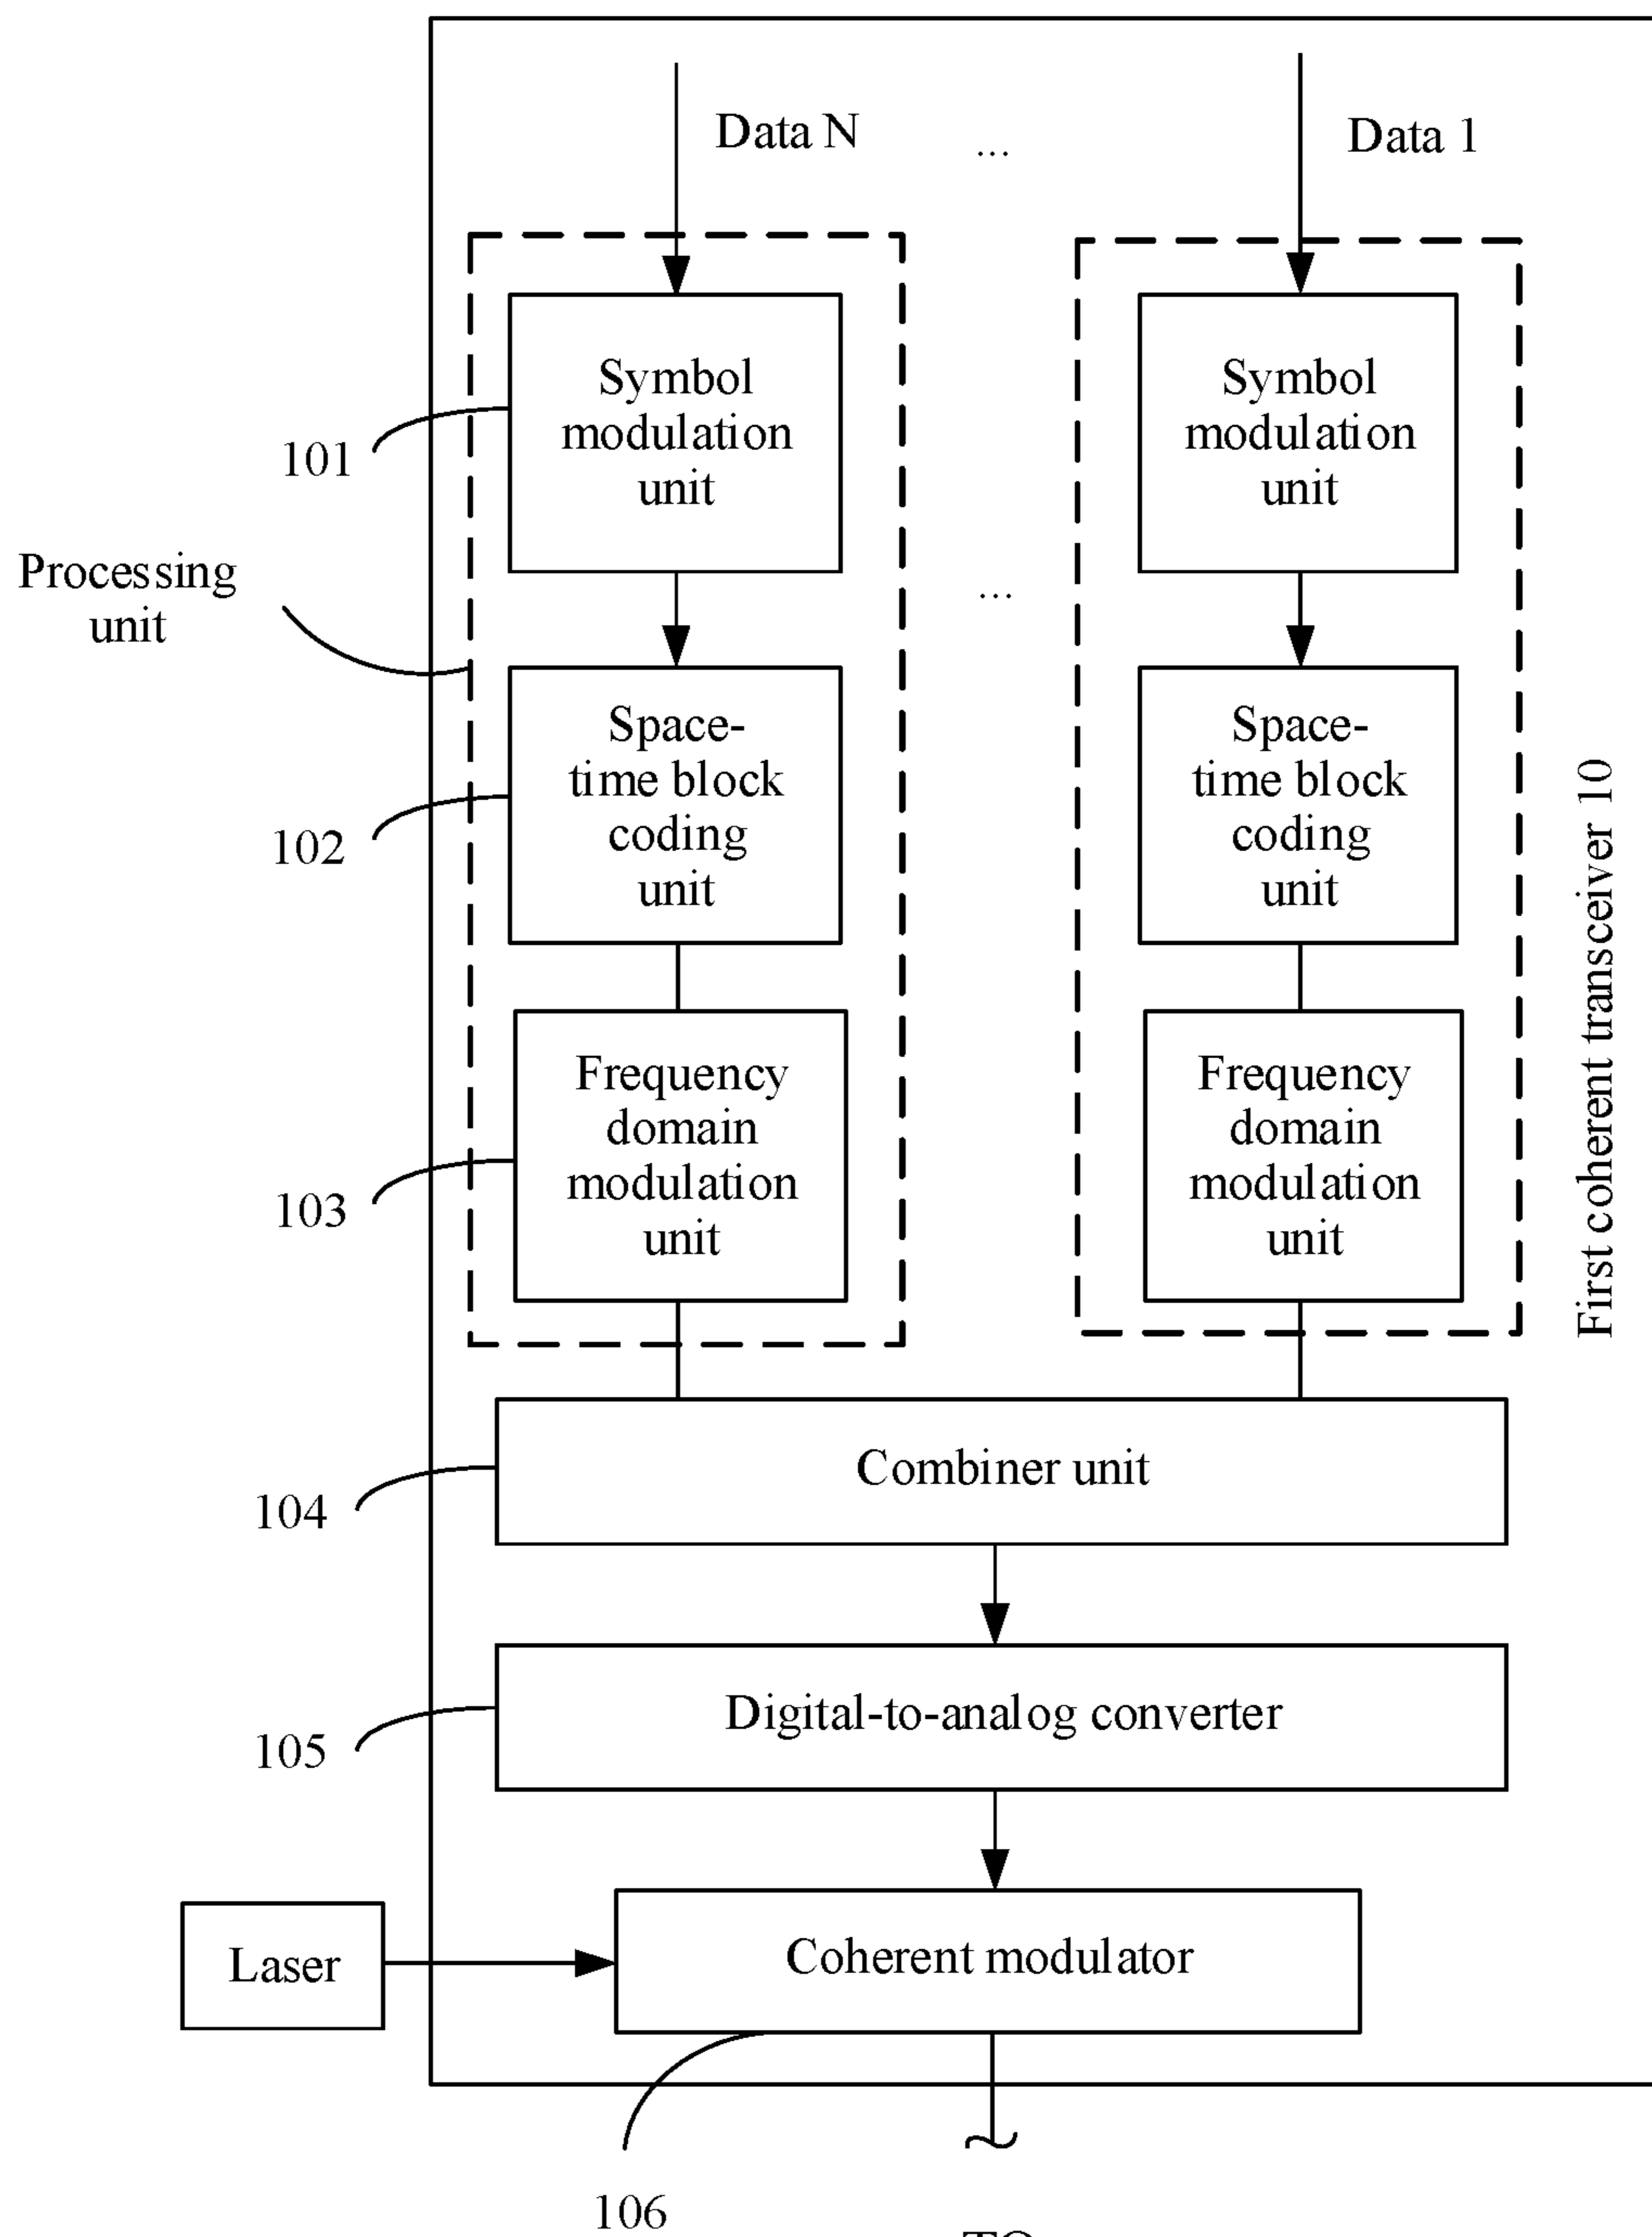 Data N
...
Data 1
Symbol
modulation
unit
Symbol
modulation
unit
101
Processing
unit
...
Space-
time block
coding
unit
Space-
time block
coding
unit
102
First coherent transceiver 10
Frequency
domain
modulation
unit
Frequency
domain
modulation
unit
103
Combiner unit
104
Digital-to-analog converter
105
Laser
Coherent modulator
106
TO